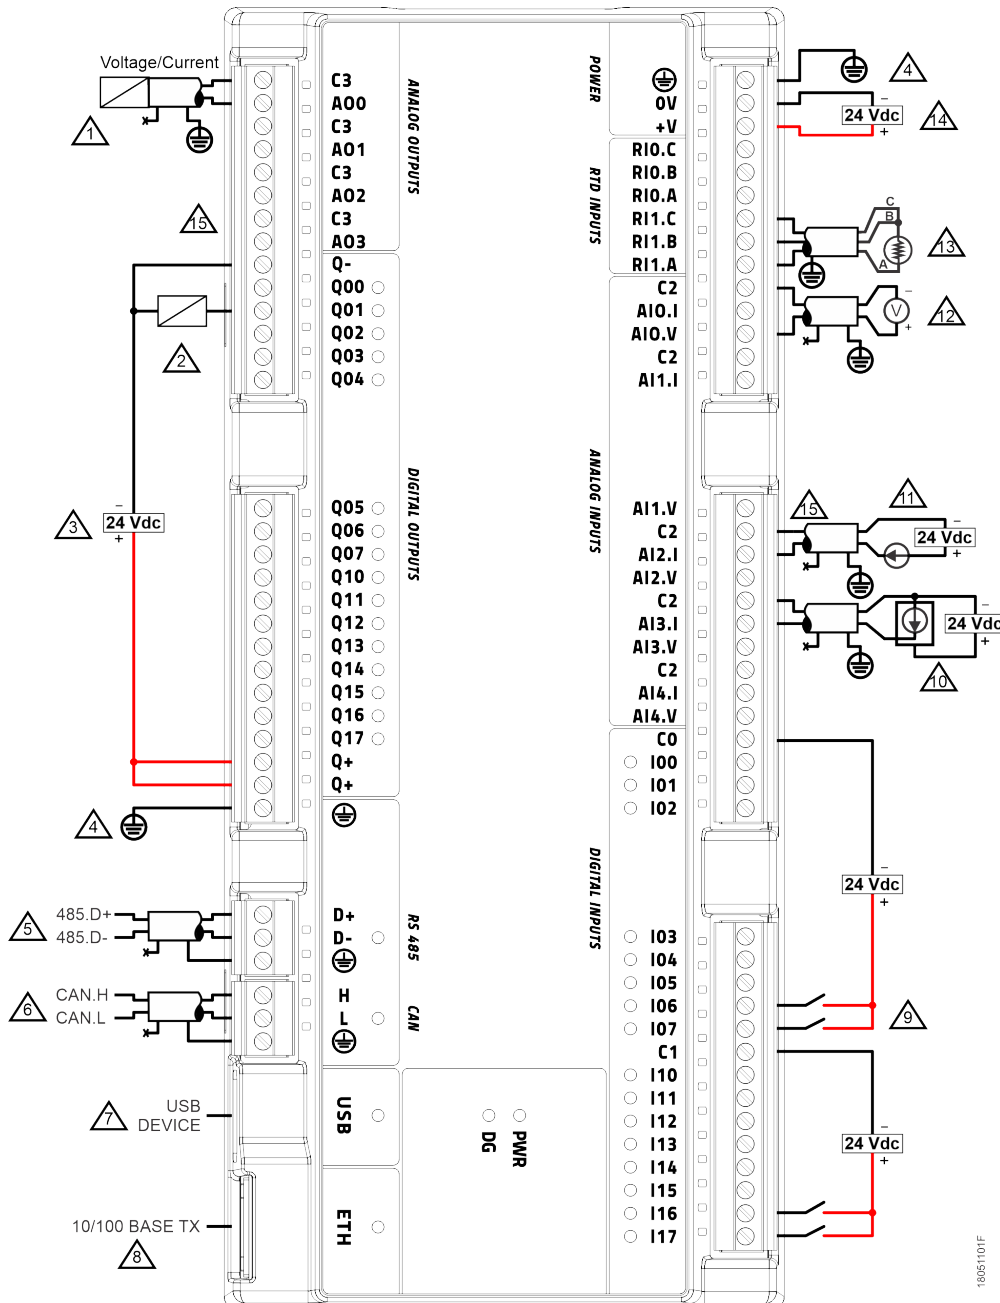 Voltage/Current
1
15
2
- 
3
24 Vdc
+
4
5
485.D+
485.D-
6
CAN.H
CAN.L
7
USB
DEVICE
10/100 BASE TX
8
C3
AO0
C3
AO1
C3
AO2
C3
AO3
ANALOG OUTPUTS
Q-
Q00
Q01
Q02
Q03
Q04
Q05
Q06
Q07
Q10
Q11
Q12
Q13
Q14
Q15
Q16
Q17
Q+
Q+
DIGITAL OUTPUTS
D+
D-
RS 485
H
L
CAN
USB
ETH
DG
PWR
POWER
0V
+V
RTD INPUTS
RI0.C
RI0.B
RI0.A
RI1.C
RI1.B
RI1.A
ANALOG INPUTS
C2
AI0.I
AI0.V
C2
AI1.I
AI1.V
C2
AI2.I
AI2.V
C2
AI3.I
AI3.V
C2
AI4.I
AI4.V
DIGITAL INPUTS
C0
I00
I01
I02
I03
I04
I05
I06
I07
C1
I10
I11
I12
I13
I14
I15
I16
I17
4
-
24 Vdc
+
14
C
B
A
13
-
V
+
12
15
11
-
24 Vdc
+
-
24 Vdc
+
10
-
24 Vdc
+
9
-
24 Vdc
+
18051101F